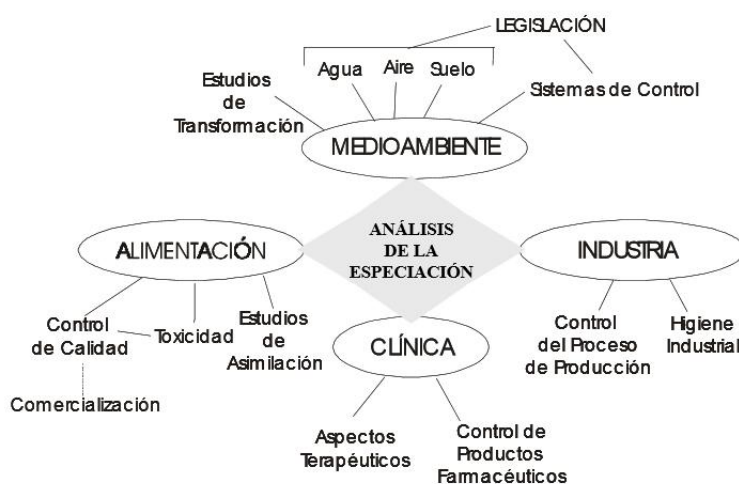 LEGISLACIÓN
Agua Aire Suelo
Estudios
de
Transformación
Sistemas de Control
MEDIOAMBIENTE
ANÁLISIS
DE LA
ESPECIACIÓN
ALIMENTACIÓN
INDUSTRIA
Control
de Calidad
Toxicidad
Estudios
de
Asimilación
Comercialización
CLÍNICA
Aspectos
Terapéuticos
Control de
Productos
Farmacéuticos
Control
del Proceso
de Producción
Higiene
Industrial